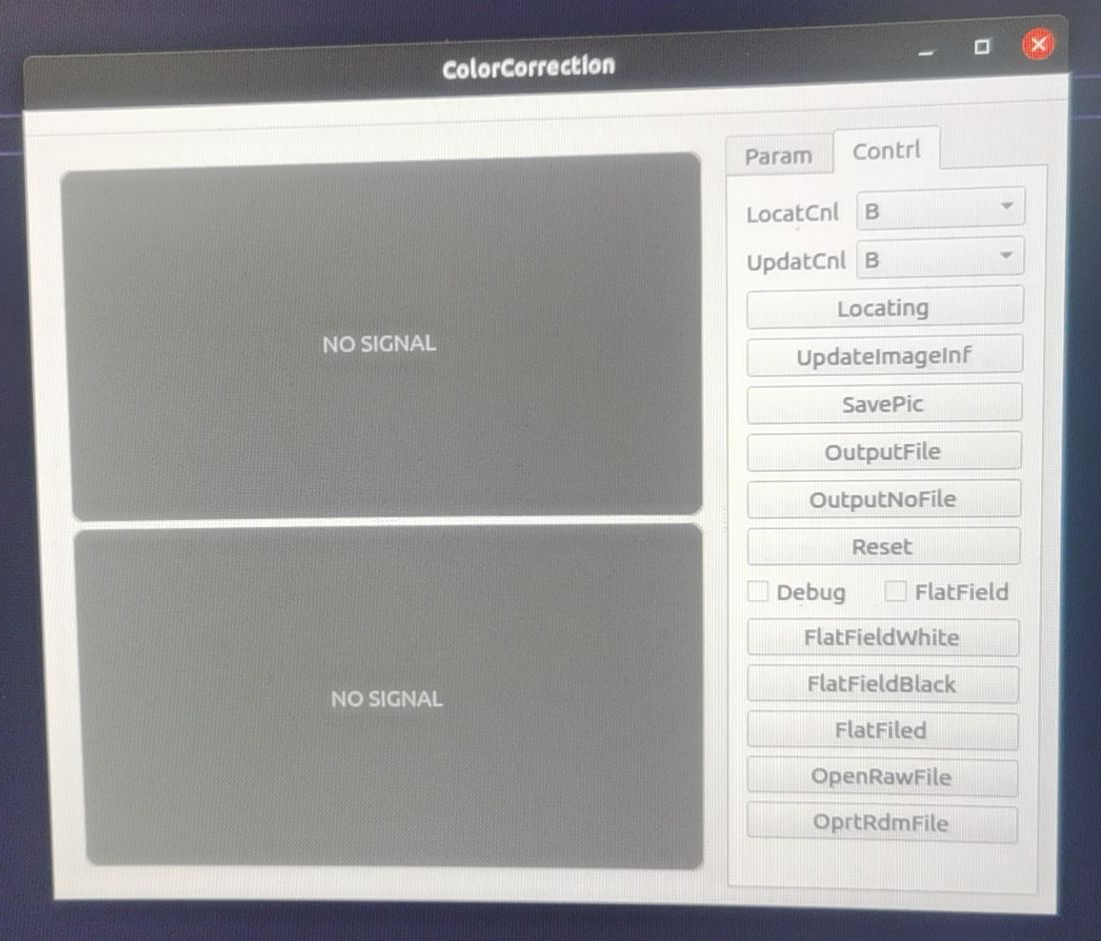 ColorCorrection
Param Contrl
LocatCnl B
UpdatCnl B
Locating
UpdateImageInf
SavePic
OutputFile
OutputNoFile
Reset
Debug FlatField
FlatFieldWhite
FlatFieldBlack
FlatFiled
OpenRawFile
OprtRdmFile
NO SIGNAL
NO SIGNAL